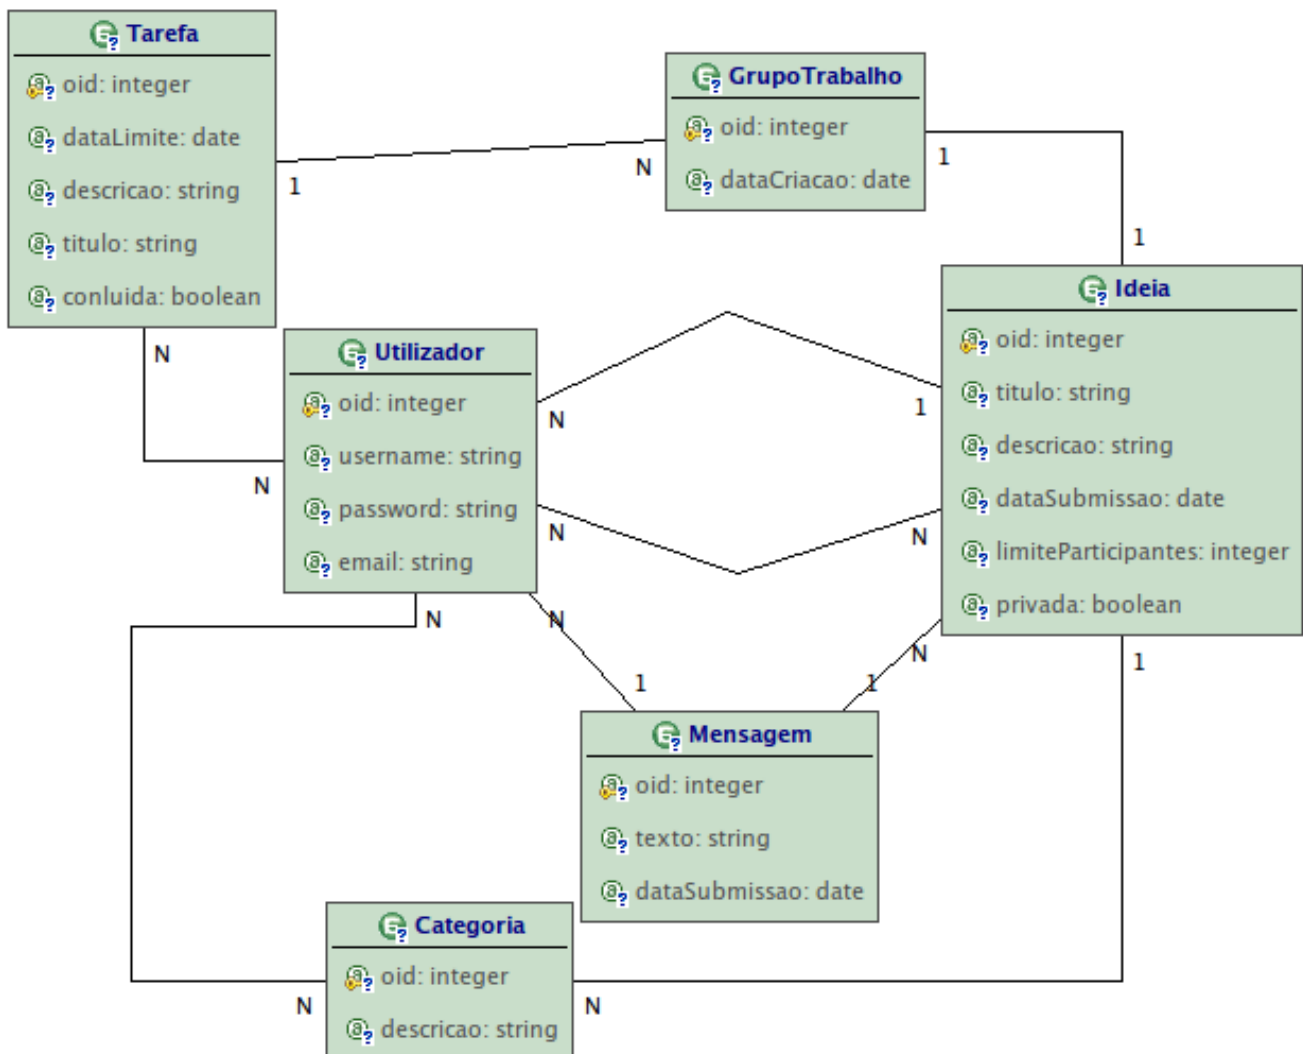 Tarefa
oid: integer
dataLimite: date
descricao: string
titulo: string
conluida: boolean
GrupoTrabalho
oid: integer
dataCriacao: date
1
N
1
1
Ideia
oid: integer
titulo: string
descricao: string
dataSubmissao: date
limiteParticipantes: integer
privada: boolean
N
N
Utilizador
oid: integer
username: string
password: string
email: string
N
1
N
N
N
N
1
N
1
1
Mensagem
oid: integer
texto: string
dataSubmissao: date
Categoria
oid: integer
descricao: string
N
N